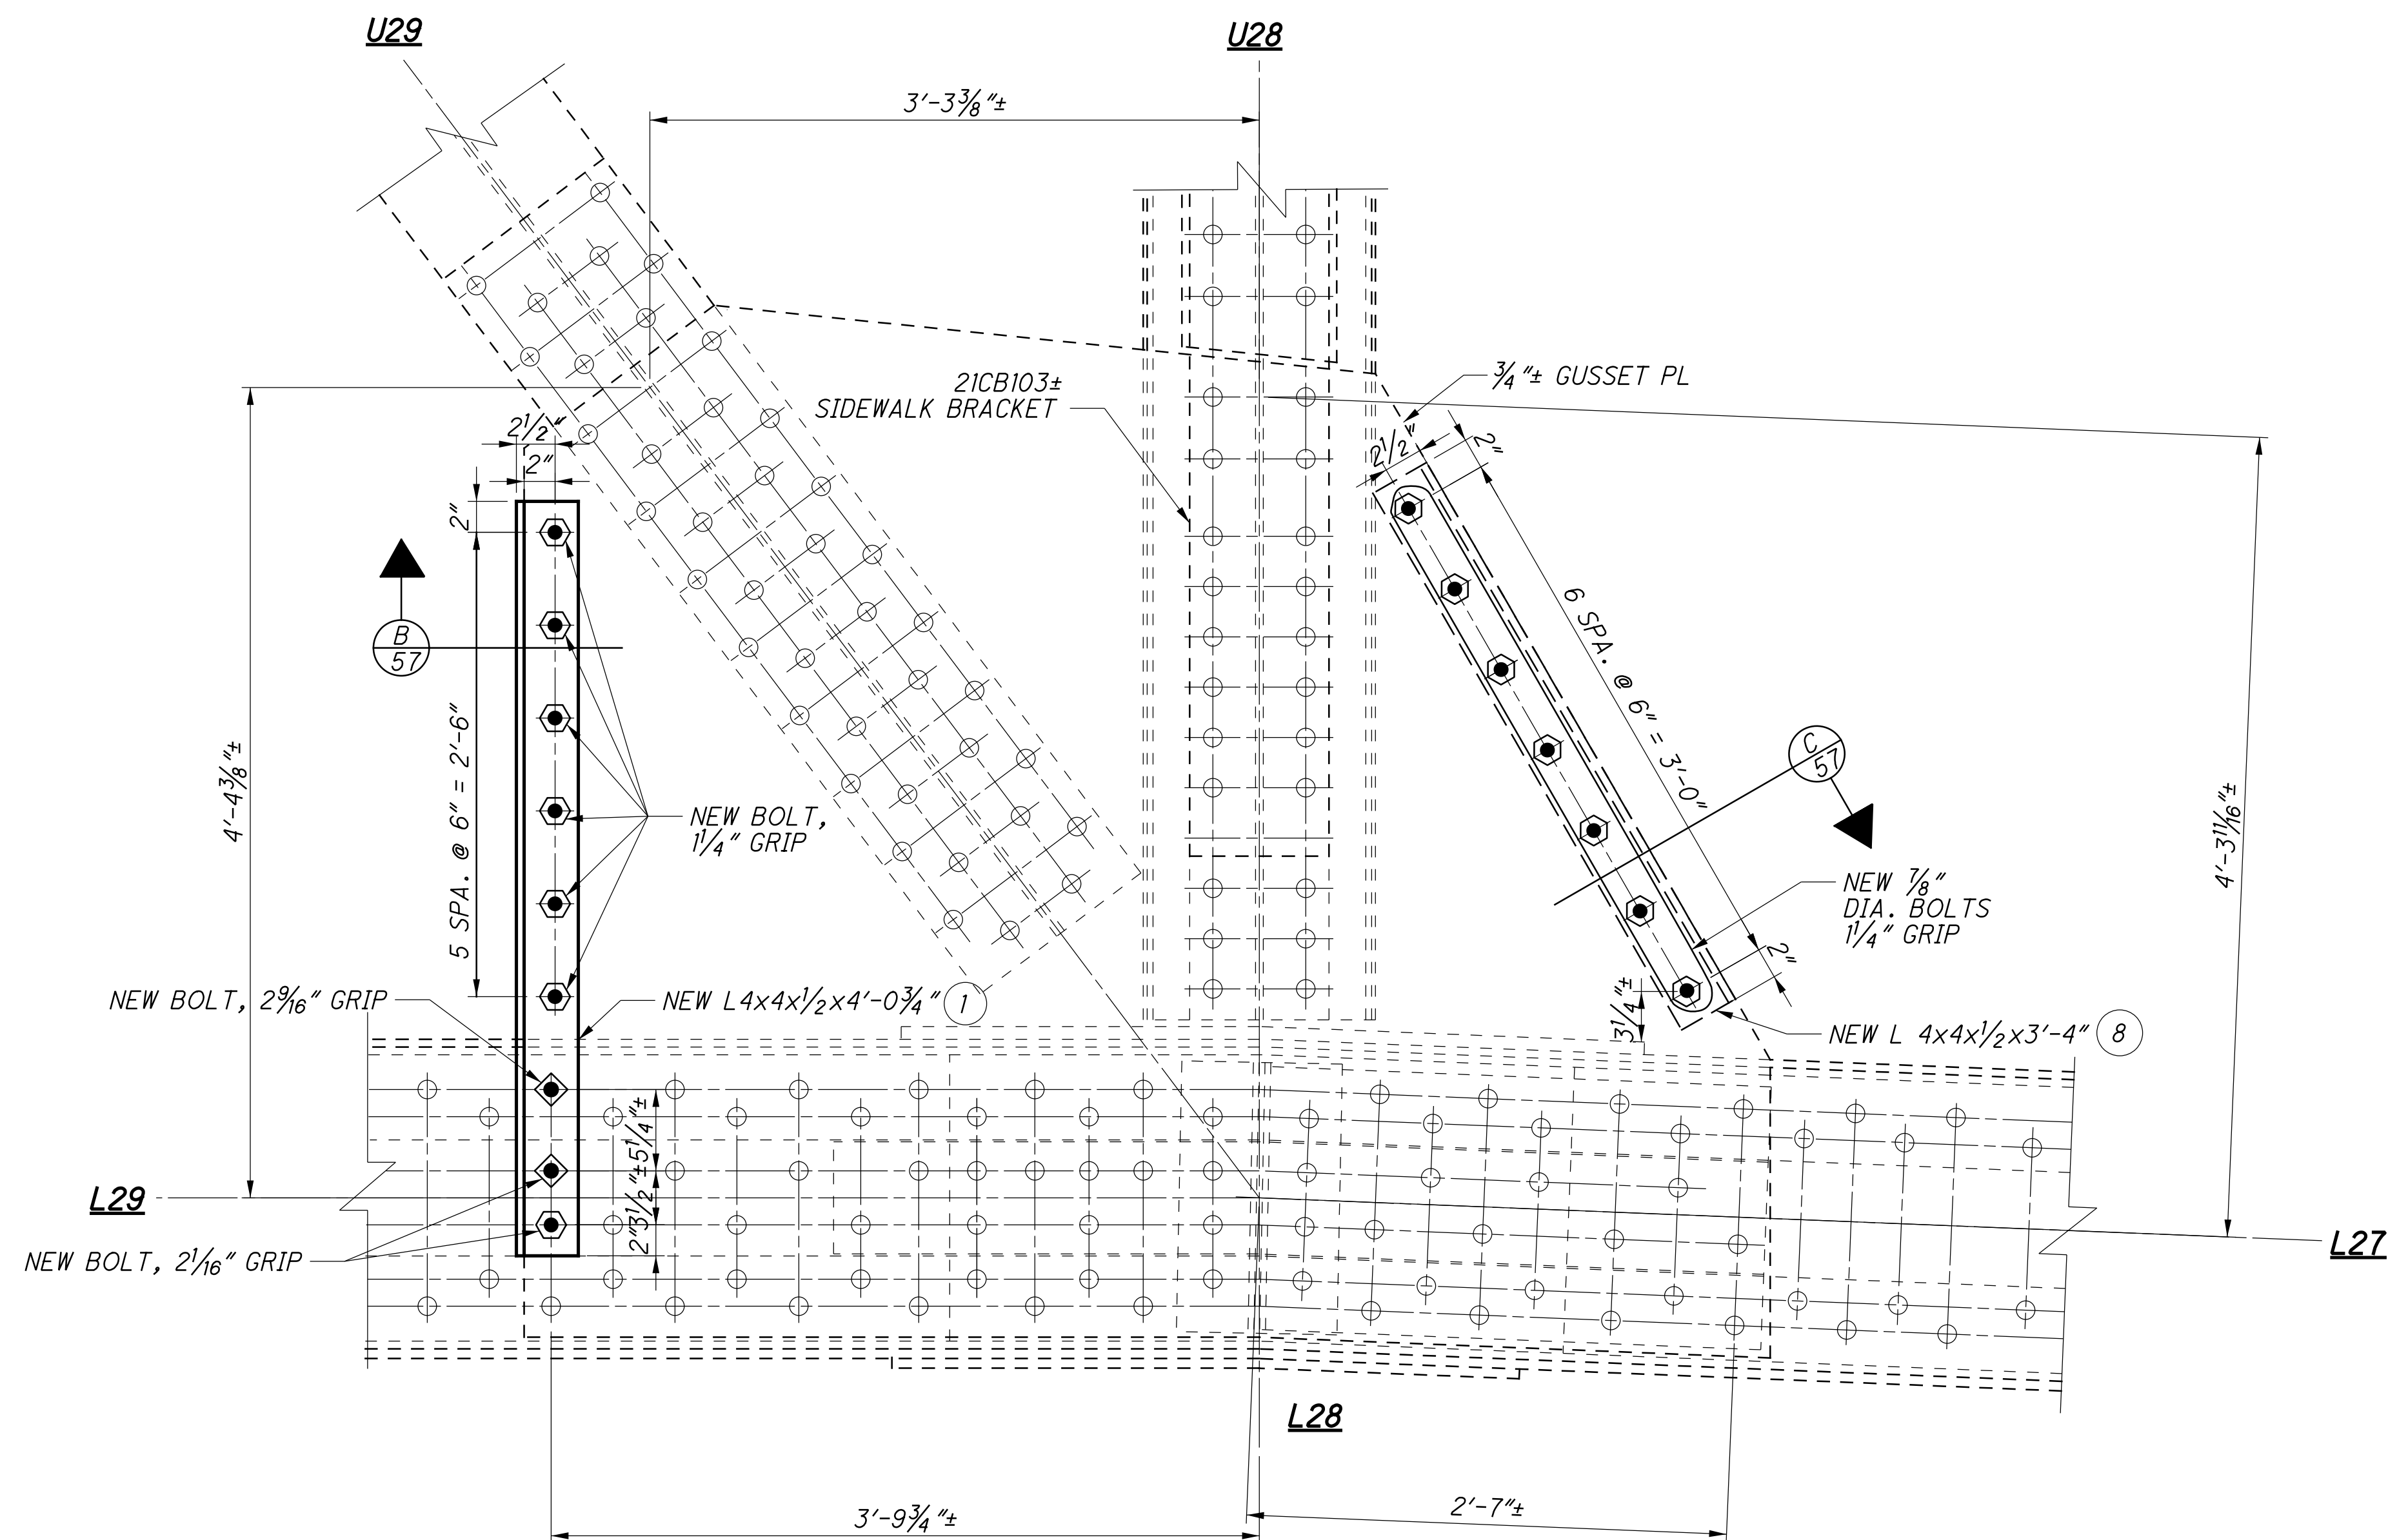 U29
U28
3'-3 3/8"±
21CB103±
SIDEWALK BRACKET
3/4"± GUSSET PL
2 1/2"
2"
2"
2 1/2"
2"
B
57
4'-4 3/8"±
5 SPA. @ 6" = 2'-6"
NEW BOLT,
1 1/4" GRIP
6 SPA. @ 6" = 3'-0"
C
57
4'-3 11/16"±
NEW 7/8"
DIA. BOLTS
1 1/4" GRIP
2"
NEW BOLT, 2 9/16" GRIP
NEW L4x4x1/2x4'-0 3/4" 1
3 1/4"±
NEW L 4x4x1/2x3'-4" 8
5 1/4"±
3 1/2"±
2"
L29
NEW BOLT, 2 1/16" GRIP
L27
L28
3'-9 3/4"±
2'-7"±